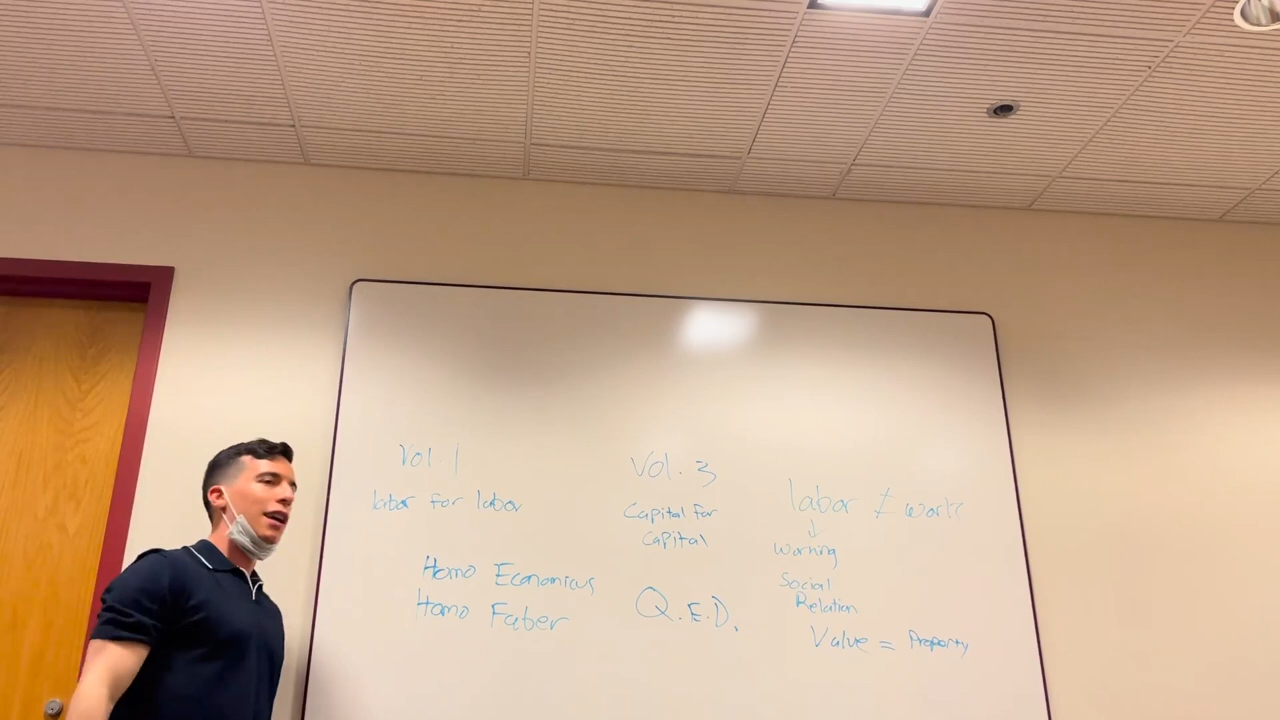 Vol. 1
labor for labor
Homo Economicus
Homo Faber
Vol. 3
Capital for
Capital
Q.E.D.
labor ≠ work
↓
Working
Social
Relation
Value = Property